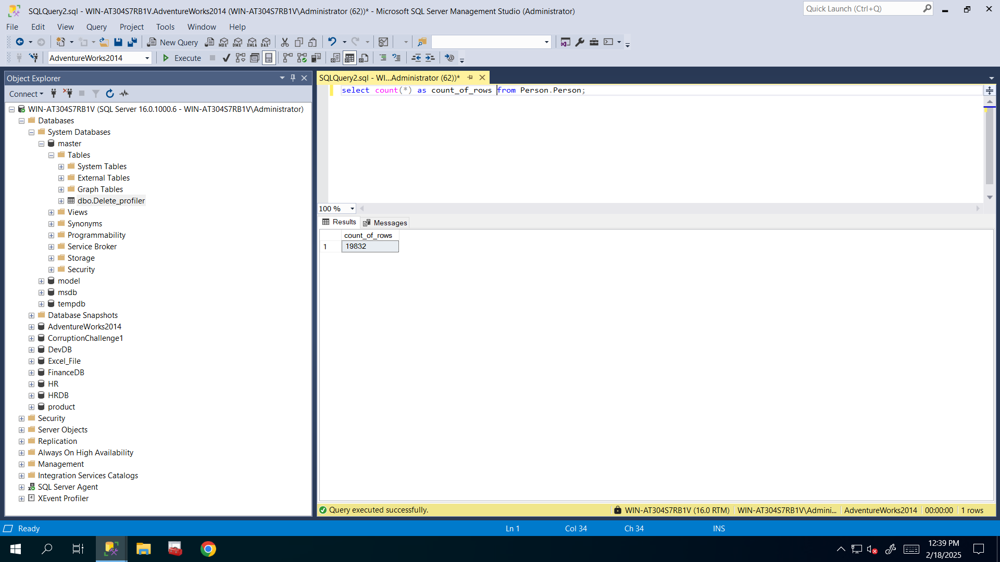 SQLQuery2.sql - WIN-AT304S7RB1V.AdventureWorks2014 (WIN-AT304S7RB1V\Administrator (62))* - Microsoft SQL Server Management Studio (Administrator)
Quick Launch (Ctrl+Q)
File Edit View Query Project Tools Window Help
New Query MDX DMX XMLA DAX
AdventureWorks2014 Execute
Object Explorer
Connect
WIN-AT304S7RB1V (SQL Server 16.0.1000.6 - WIN-AT304S7RB1V\Administrator)
Databases
System Databases
master
Tables
System Tables
External Tables
Graph Tables
dbo.Delete_profiler
Views
Synonyms
Programmability
Service Broker
Storage
Security
model
msdb
tempdb
Database Snapshots
AdventureWorks2014
CorruptionChallenge1
DevDB
Excel_File
FinanceDB
HR
HRDB
product
Security
Server Objects
Replication
Always On High Availability
Management
Integration Services Catalogs
SQL Server Agent
XEvent Profiler
SQLQuery2.sql - WI...Administrator (62))*
select count(*) as count_of_rows from Person.Person;
100 %
Results Messages
count_of_rows
1 19832
Query executed successfully. WIN-AT304S7RB1V (16.0 RTM) WIN-AT304S7RB1V\Admini... AdventureWorks2014 00:00:00 1 rows
Ready Ln 1 Col 34 Ch 34 INS
12:39 PM
2/18/2025